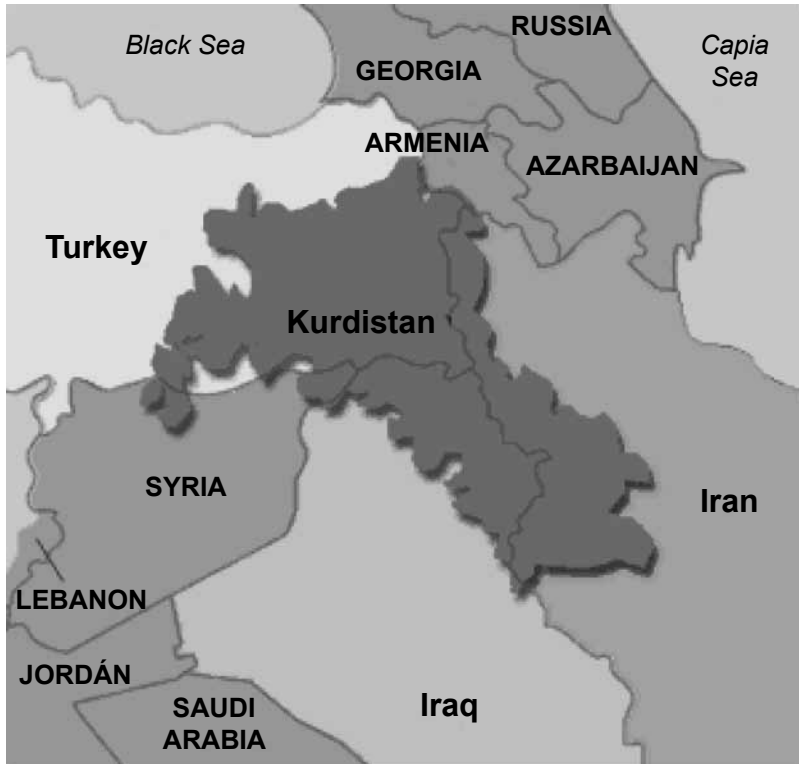 RUSSIA
Black Sea
Capia
Sea
GEORGIA
ARMENIA
AZARBAIJAN
Turkey
Kurdistan
SYRIA
Iran
LEBANON
JORDÁN
SAUDI
ARABIA
Iraq